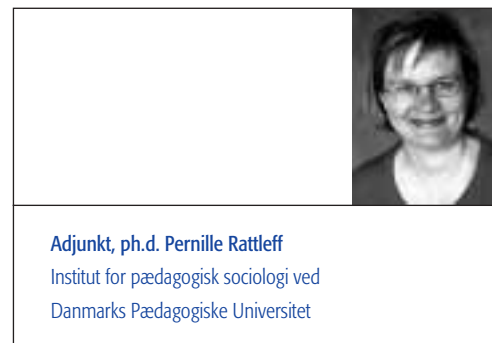 Adjunkt, ph.d. Pernille Rattleff
Institut for pædagogisk sociologi ved
Danmarks Pædagogiske Universitet